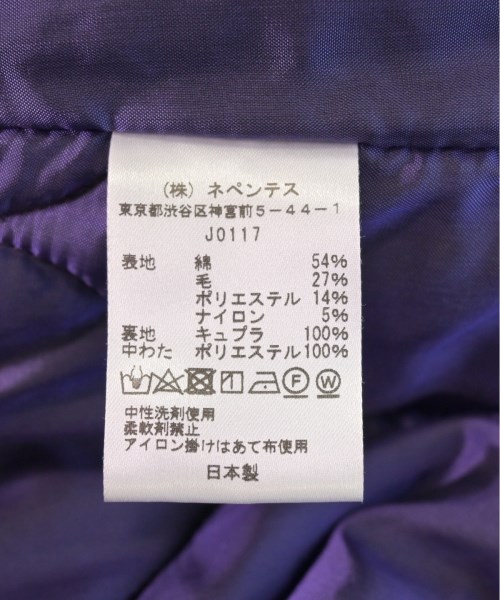 （株）ネペンテス
東京都渋谷区神宮前5－44－1
J0117
表地 綿 54%
毛 27%
ポリエステル 14%
ナイロン 5%
裏地 キュプラ 100%
中わた ポリエステル100%
F W
中性洗剤使用
柔軟剤禁止
アイロン掛けはあて布使用
日本製